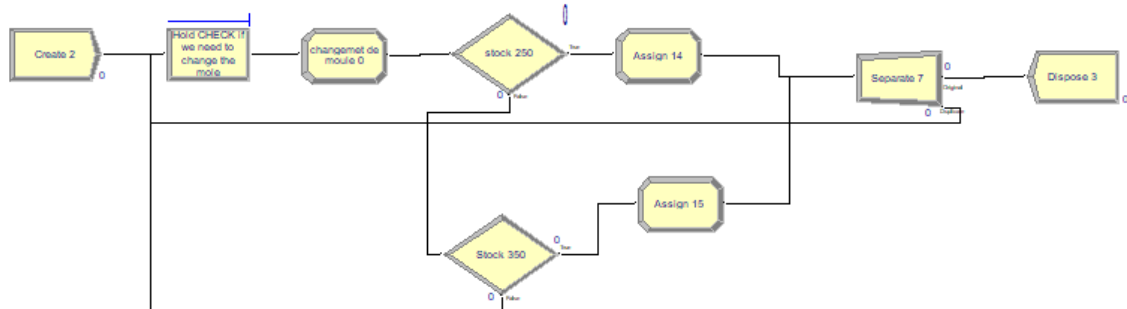 Create 2
0
Hold CHECK if
we need to
change the
mole
changemet de
moule 0
stock 250
0
True
0
False
Assign 14
Separate 7
0
Original
0
Duplicate
Dispose 3
0
Assign 15
Stock 350
0
True
0
False